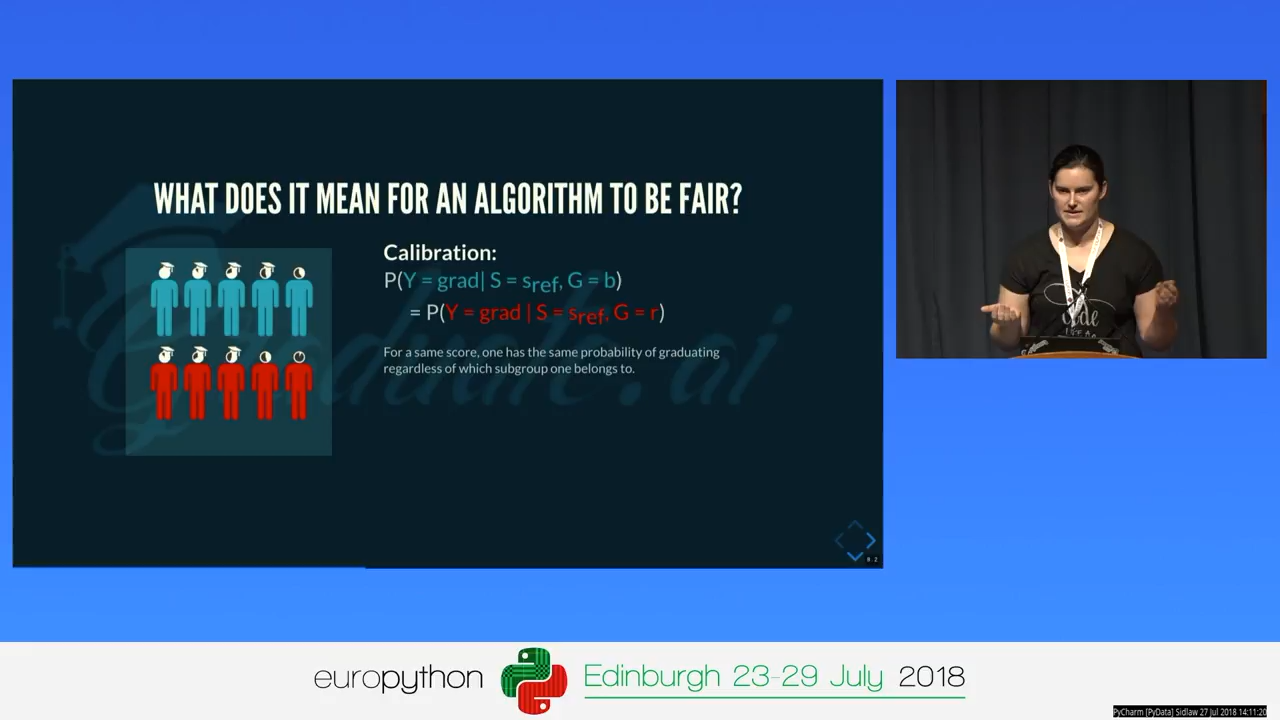 WHAT DOES IT MEAN FOR AN ALGORITHM TO BE FAIR?
Calibration:
P(Y = grad| S = sref, G = b)
= P(Y = grad | S = sref, G = r)
For a same score, one has the same probability of graduating
regardless of which subgroup one belongs to.
code
europython
Edinburgh 23-29 July 2018
PyCharm [PyData] Sidlaw 27 Jul 2018 14:11:20